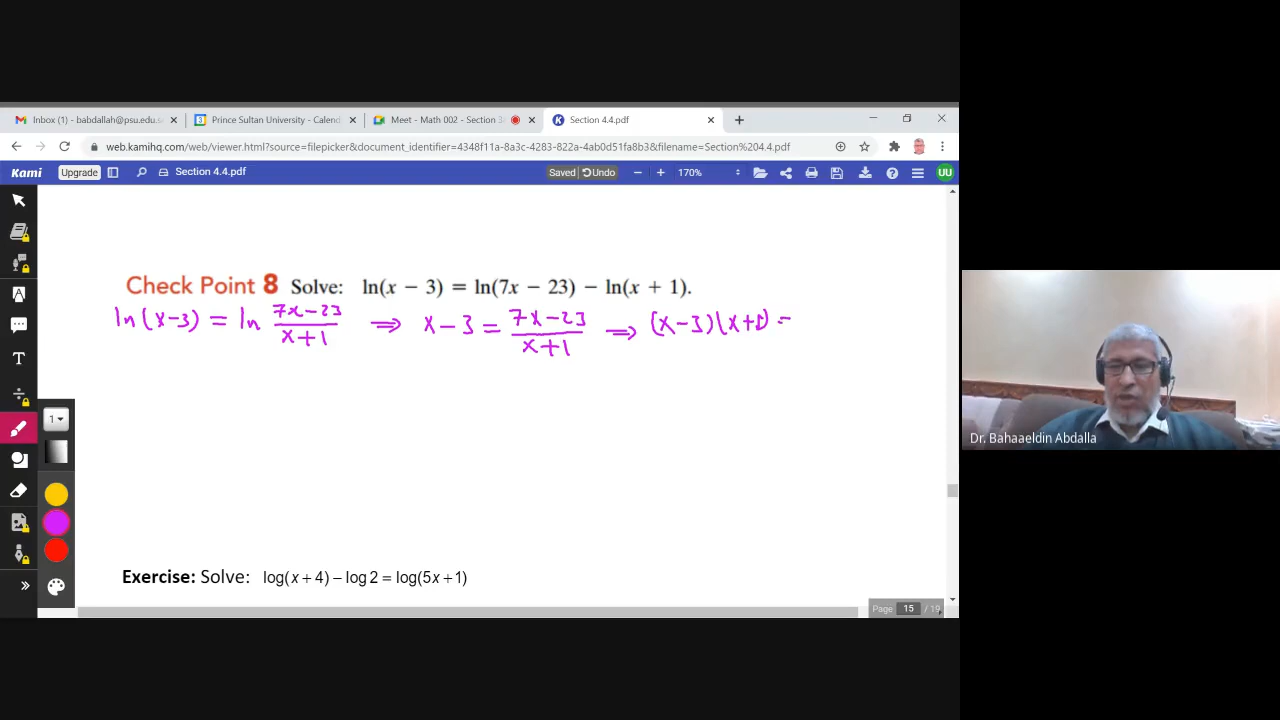 Inbox (1) - babdallah@psu.edu.s
Prince Sultan University - Calend
Meet - Math 002 - Section 3
Section 4.4.pdf
web.kamihq.com/web/viewer.html?source=filepicker&document_identifier=4348f11a-8a3c-4283-822a-4ab0d51fa8b3&filename=Section%204.4.pdf
Kami Upgrade Section 4.4.pdf Saved Undo 170% UU
Check Point 8 Solve: ln(x − 3) = ln(7x − 23) − ln(x + 1).
ln(x-3) = ln (7x-23)/(x+1) ⇒ x-3 = (7x-23)/(x+1) ⇒ (x-3)(x+1) =
T
1
Dr. Bahaaeldin Abdalla
Exercise: Solve: log(x + 4) − log 2 = log(5x + 1)
Page 15 / 19